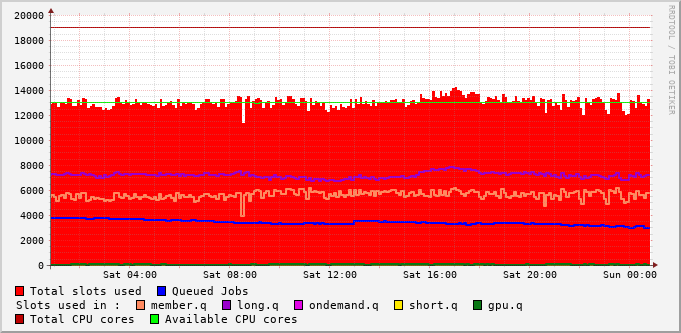 RRDTOOL / TOBI OETIKER
20000
18000
16000
14000
12000
10000
8000
6000
4000
2000
0
Sat 04:00 Sat 08:00 Sat 12:00 Sat 16:00 Sat 20:00 Sun 00:00
Total slots used Queued Jobs
Slots used in : member.q long.q ondemand.q short.q gpu.q
Total CPU cores Available CPU cores